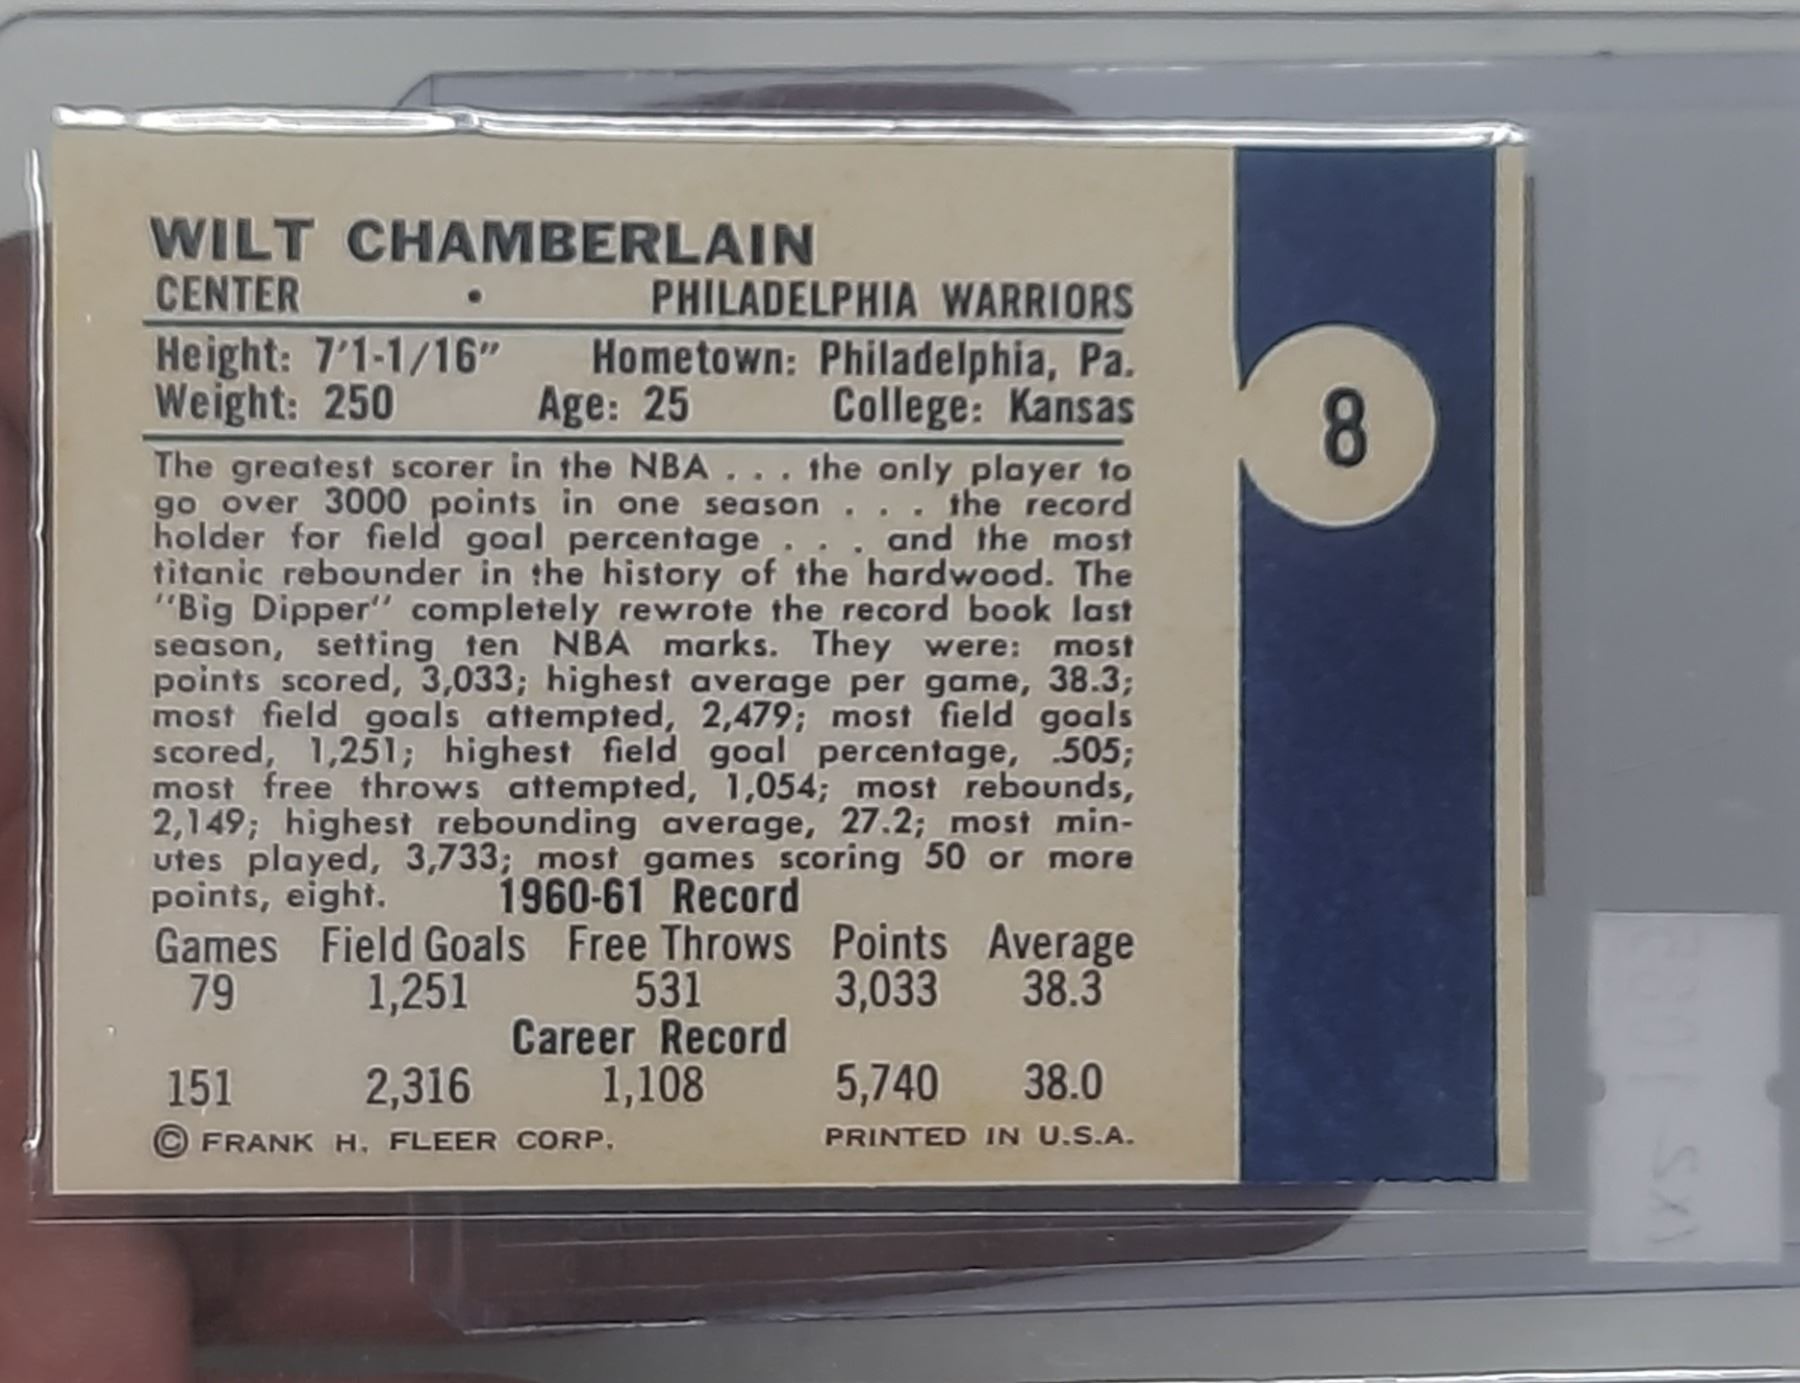 WILT CHAMBERLAIN
CENTER • PHILADELPHIA WARRIORS
Height: 7'1-1/16" Hometown: Philadelphia, Pa.
Weight: 250 Age: 25 College: Kansas
8
The greatest scorer in the NBA . . . the only player to
go over 3000 points in one season . . . the record
holder for field goal percentage . . . and the most
titanic rebounder in the history of the hardwood. The
"Big Dipper" completely rewrote the record book last
season, setting ten NBA marks. They were: most
points scored, 3,033; highest average per game, 38.3;
most field goals attempted, 2,479; most field goals
scored, 1,251; highest field goal percentage, .505;
most free throws attempted, 1,054; most rebounds,
2,149; highest rebounding average, 27.2; most min-
utes played, 3,733; most games scoring 50 or more
points, eight. 1960-61 Record
Games Field Goals Free Throws Points Average
79 1,251 531 3,033 38.3
Career Record
151 2,316 1,108 5,740 38.0
© FRANK H. FLEER CORP. PRINTED IN U.S.A.